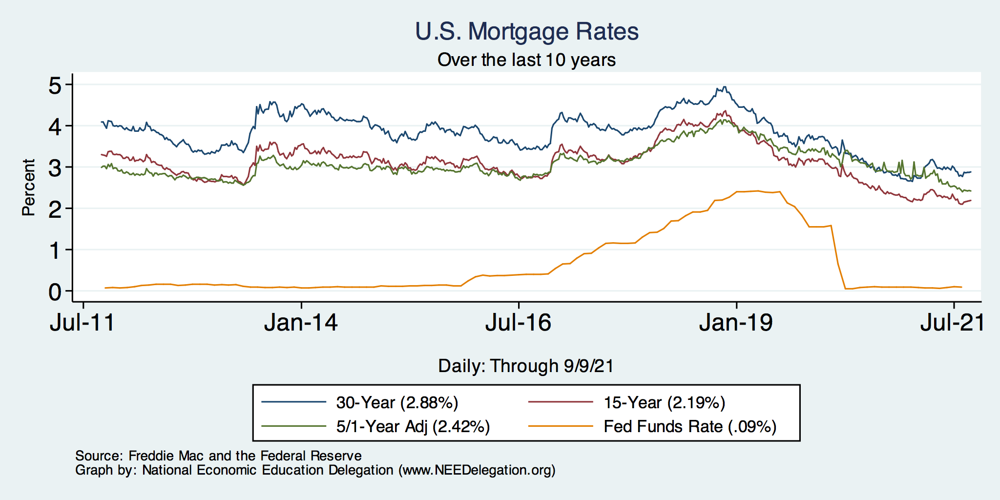 U.S. Mortgage Rates
Over the last 10 years
Percent
5
4
3
2
1
0
Jul-11 Jan-14 Jul-16 Jan-19 Jul-21
Daily: Through 9/9/21
30-Year (2.88%) 15-Year (2.19%)
5/1-Year Adj (2.42%) Fed Funds Rate (.09%)
Source: Freddie Mac and the Federal Reserve
Graph by: National Economic Education Delegation (www.NEEDelegation.org)